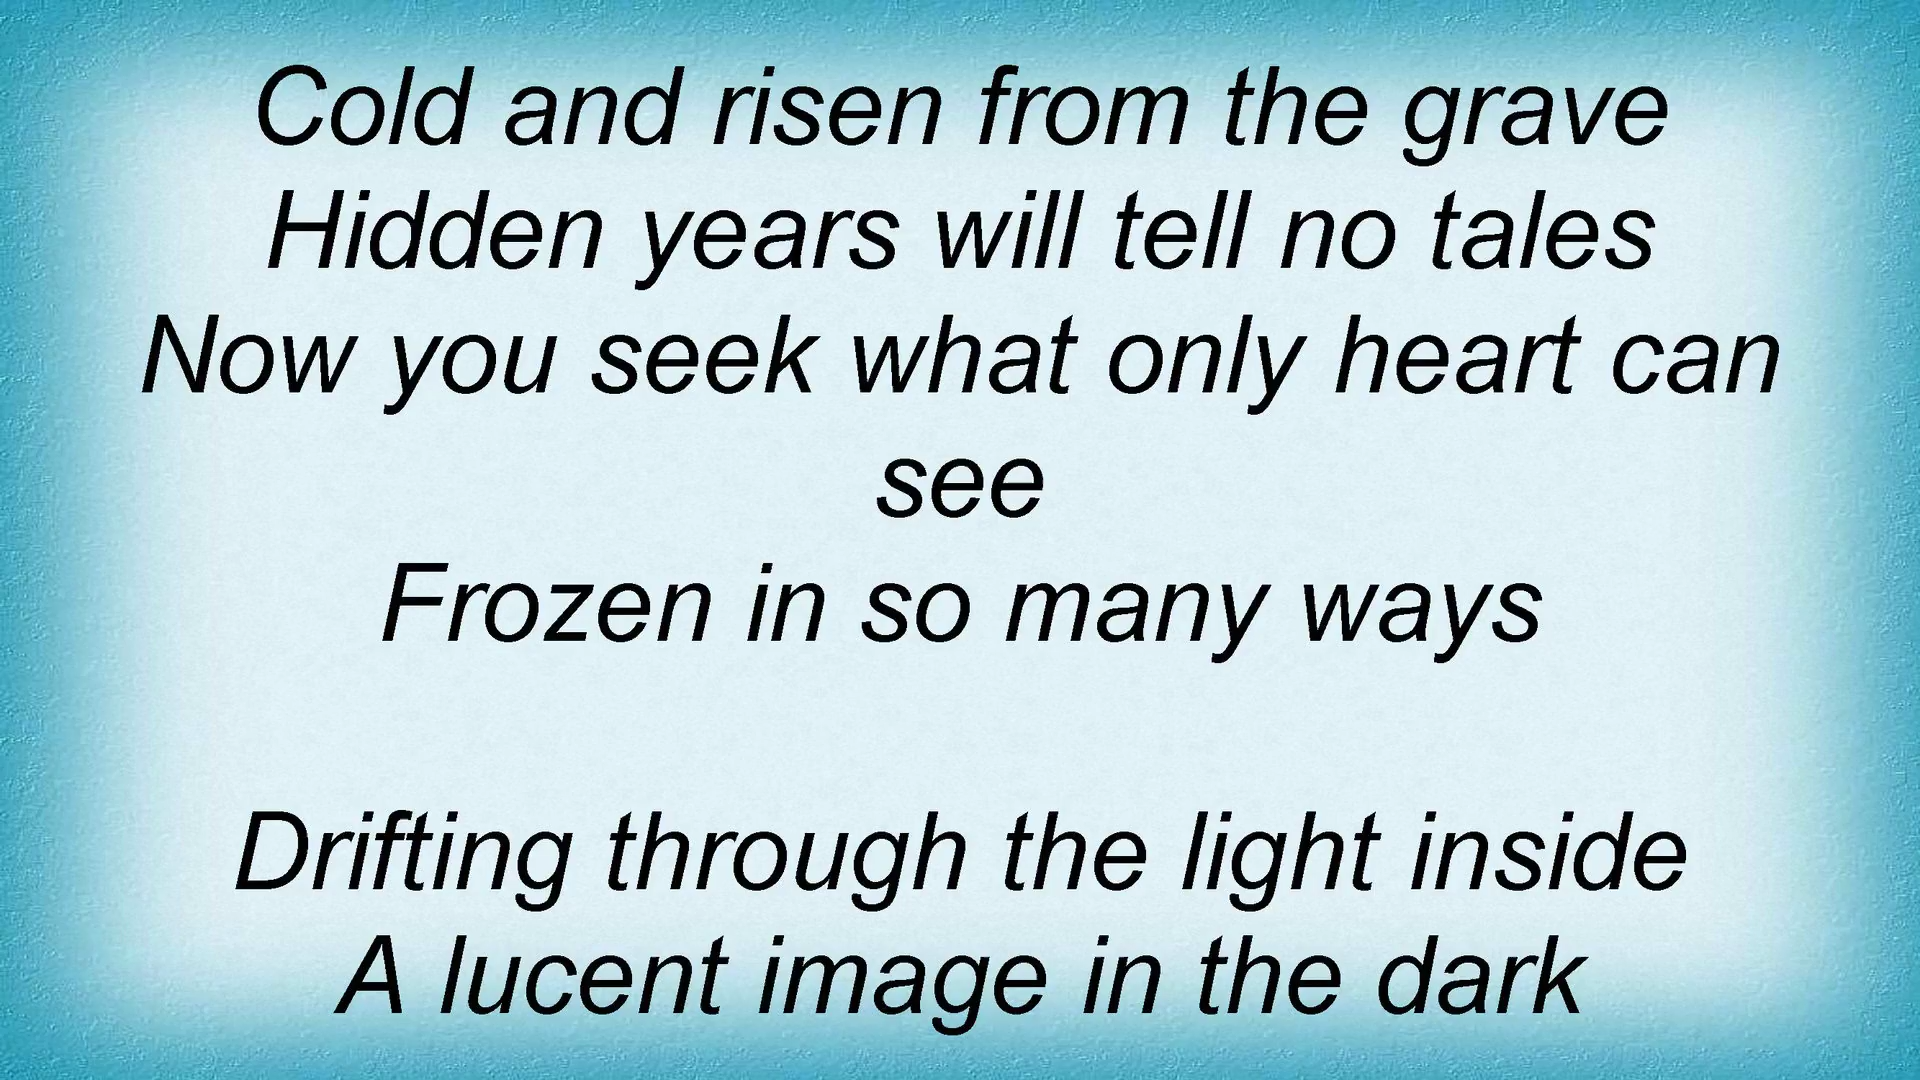 Cold and risen from the grave
Hidden years will tell no tales
Now you seek what only heart can
see
Frozen in so many ways
Drifting through the light inside
A lucent image in the dark